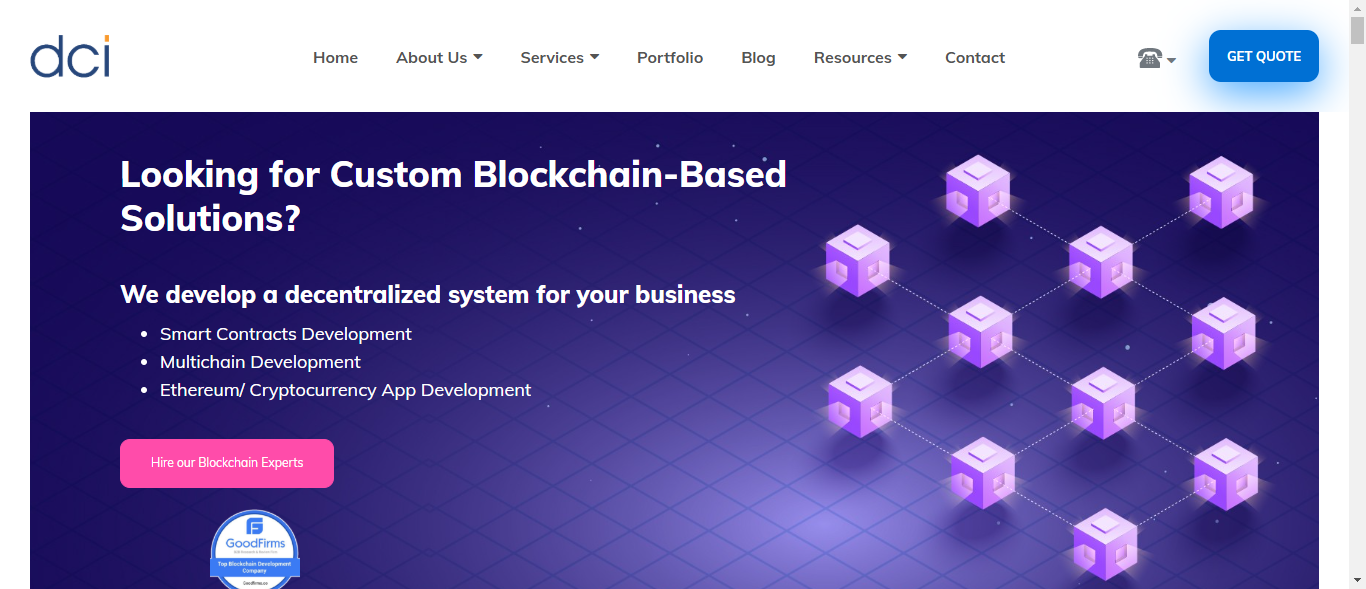 dci
Home
About Us
Services
Portfolio
Blog
Resources
Contact
GET QUOTE
Looking for Custom Blockchain-Based
Solutions?
We develop a decentralized system for your business
Smart Contracts Development
Multichain Development
Ethereum/ Cryptocurrency App Development
Hire our Blockchain Experts
GoodFirms
Top Blockchain Development
Company
Goodfirms.co